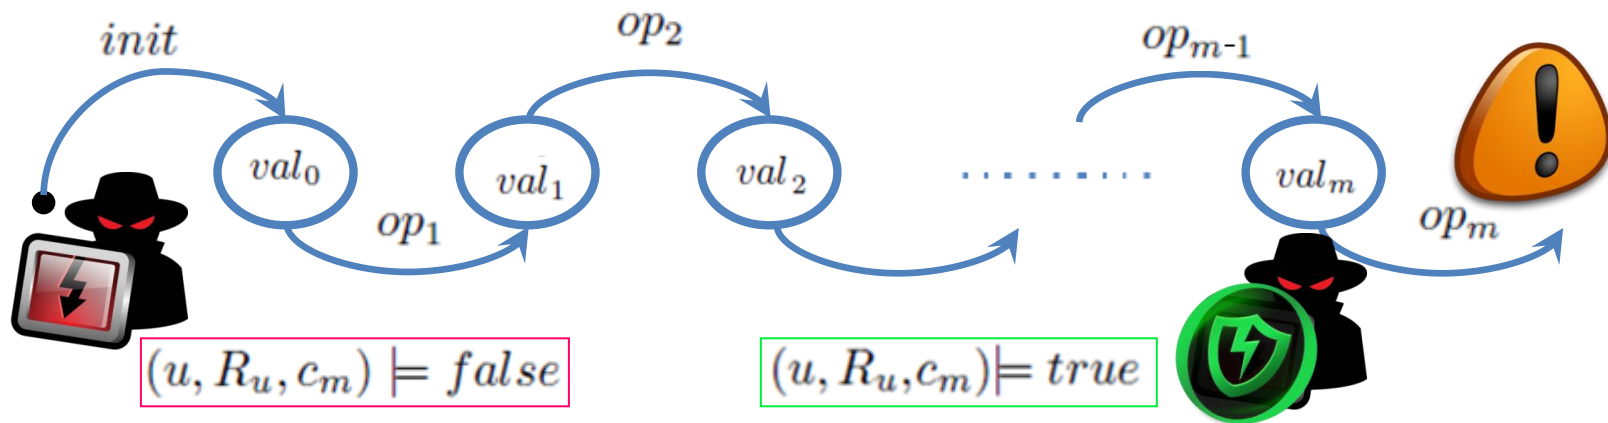 init
op₂
opₘ₋₁
val₀
val₁
val₂
valₘ
op₁
opₘ
(u, Rᵤ, cₘ) ⊨ false
(u, Rᵤ,cₘ)⊨ true